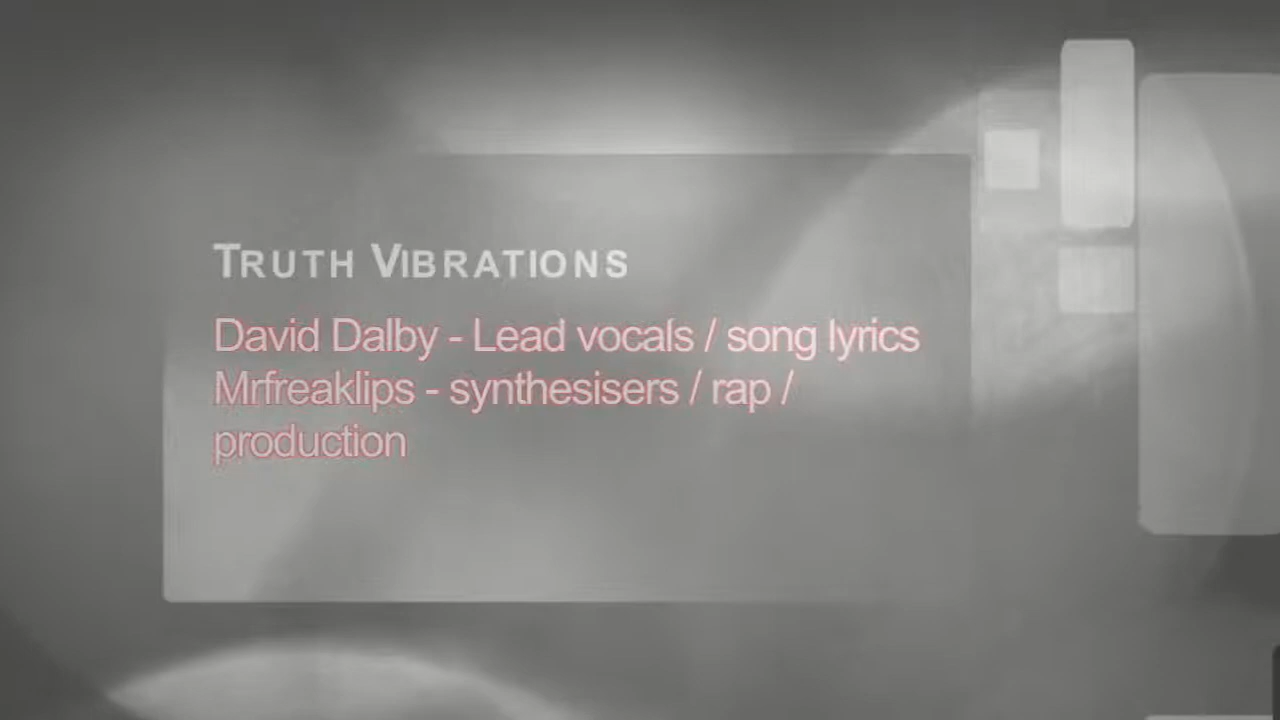 TRUTH VIBRATIONS
David Dalby - Lead vocals / song lyrics
Mrfreaklips - synthesisers / rap /
production